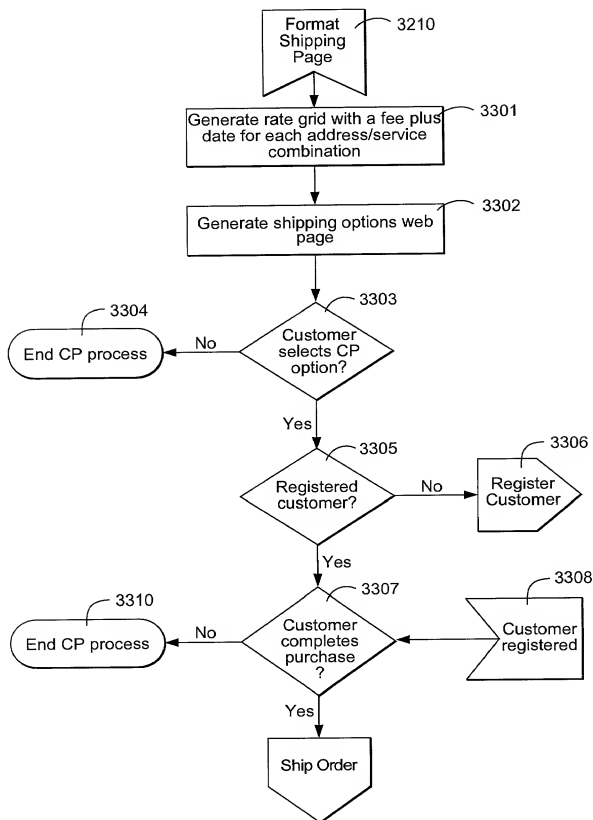 Format
Shipping
Page
3210
Generate rate grid with a fee plus
date for each address/service
combination
3301
Generate shipping options web
page
3302
3303
Customer
selects CP
option?
3304
End CP process
No
Yes
3305
Registered
customer?
No
3306
Register
Customer
Yes
3307
Customer
completes
purchase
?
3308
Customer
registered
3310
End CP process
No
Yes
Ship Order